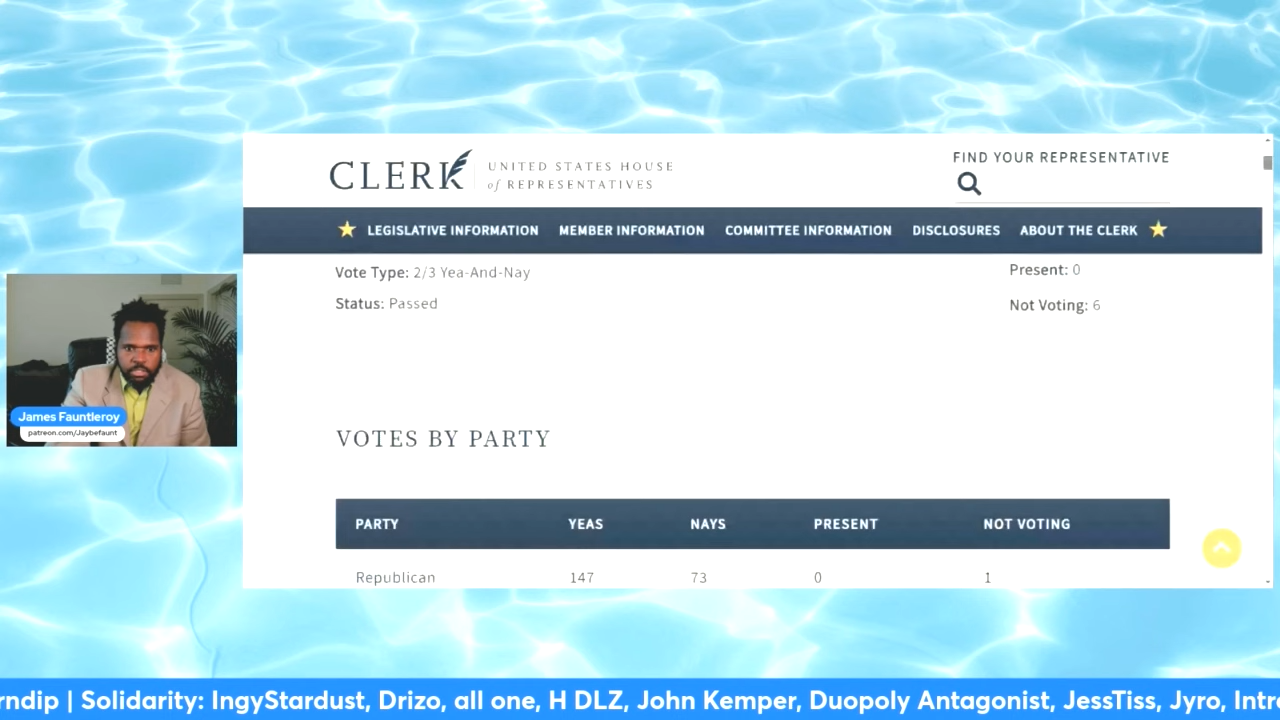 CLERK
UNITED STATES HOUSE
of REPRESENTATIVES
FIND YOUR REPRESENTATIVE
LEGISLATIVE INFORMATION MEMBER INFORMATION COMMITTEE INFORMATION DISCLOSURES ABOUT THE CLERK
Vote Type: 2/3 Yea-And-Nay
Present: 0
Status: Passed
Not Voting: 6
James Fauntleroy
patreon.com/Jaybefaunt
VOTES BY PARTY
PARTY YEAS NAYS PRESENT NOT VOTING
Republican 147 73 0 1
rndip | Solidarity: IngyStardust, Drizo, all one, H DLZ, John Kemper, Duopoly Antagonist, JessTiss, Jyro, Intr